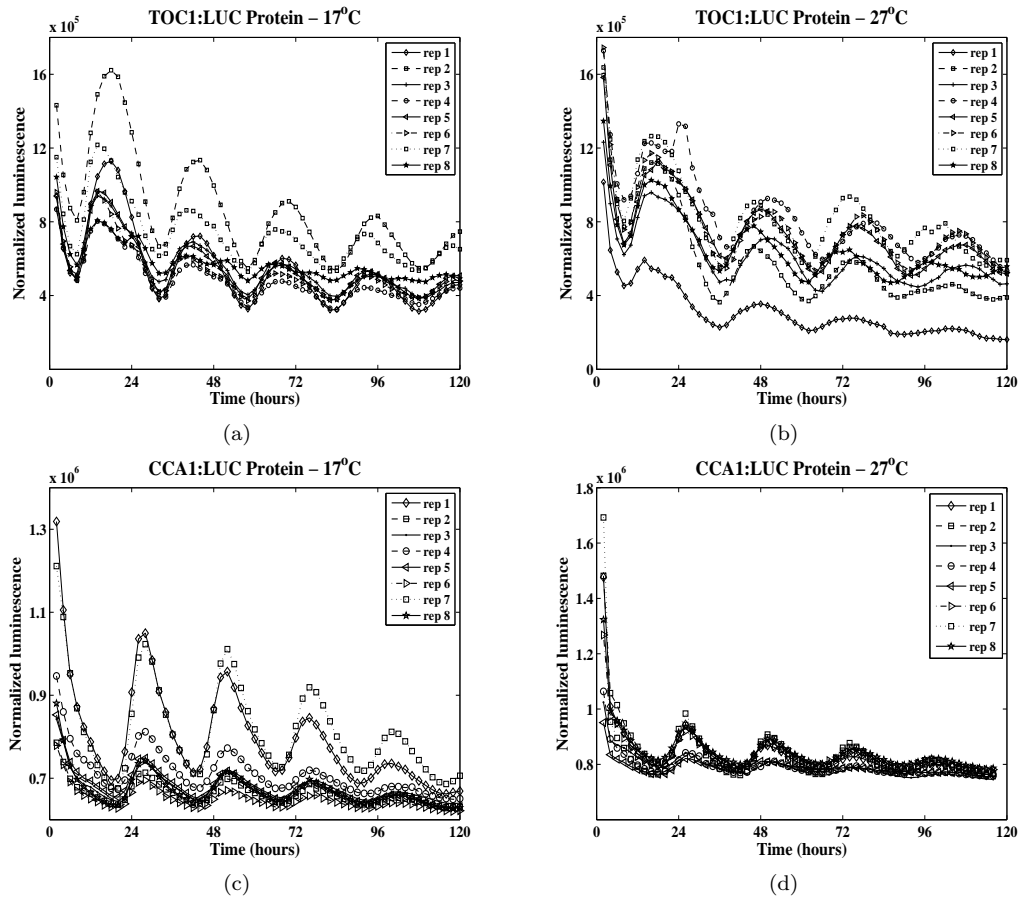 TOC1:LUC Protein – 17°C
x 10^5
Normalized luminescence
16
12
8
4
0
24
48
72
96
120
Time (hours)
rep 1
rep 2
rep 3
rep 4
rep 5
rep 6
rep 7
rep 8
(a)
TOC1:LUC Protein – 27°C
x 10^5
Normalized luminescence
16
12
8
4
0
0
24
48
72
96
120
Time (hours)
rep 1
rep 2
rep 3
rep 4
rep 5
rep 6
rep 7
rep 8
(b)
CCA1:LUC Protein – 17°C
x 10^6
Normalized luminescence
1.3
1.1
0.9
0.7
0
24
48
72
96
120
Time (hours)
rep 1
rep 2
rep 3
rep 4
rep 5
rep 6
rep 7
rep 8
(c)
CCA1:LUC Protein – 27°C
x 10^6
Normalized luminescence
1.8
1.6
1.4
1.2
1
0.8
0
24
48
72
96
120
Time (hours)
rep 1
rep 2
rep 3
rep 4
rep 5
rep 6
rep 7
rep 8
(d)